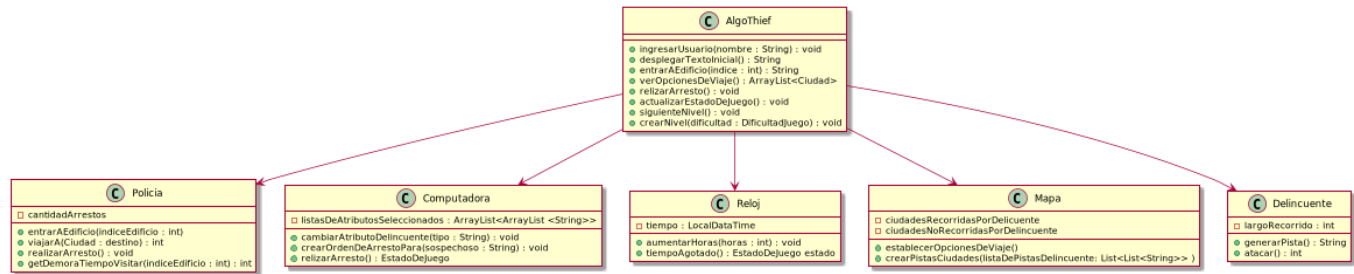 C AlgoThief
ingresarUsuario(nombre : String) : void
desplegarTextoInicial() : String
entrarAEdificio(indice : int) : String
verOpcionesDeViaje() : ArrayList<Ciudad>
relizarArresto() : void
actualizarEstadoDeJuego() : void
siguienteNivel() : void
crearNivel(dificultad : DificultadJuego) : void
C Policia
cantidadArrestos
entrarAEdificio(indiceEdificio : int)
viajarA(Ciudad : destino) : int
realizarArresto() : void
getDemoraTiempoVisitar(indiceEdificio : int) : int
C Computadora
listasDeAtributosSeleccionados : ArrayList<ArrayList <String>>
cambiarAtributoDelincuente(tipo : String) : void
crearOrdenDeArrestoPara(sospechoso : String) : void
relizarArresto() : EstadoDeJuego
C Reloj
tiempo : LocalDataTime
aumentarHoras(horas : int) : void
tiempoAgotado() : EstadoDeJuego estado
C Mapa
ciudadesRecorridasPorDelicuente
ciudadesNoRecorridasPorDelincuente
establecerOpcionesDeViaje()
crearPistasCiudades(listaDePistasDelincuente: List<List<String>> )
C Delincuente
largoRecorrido : int
generarPista() : String
atacar() : int